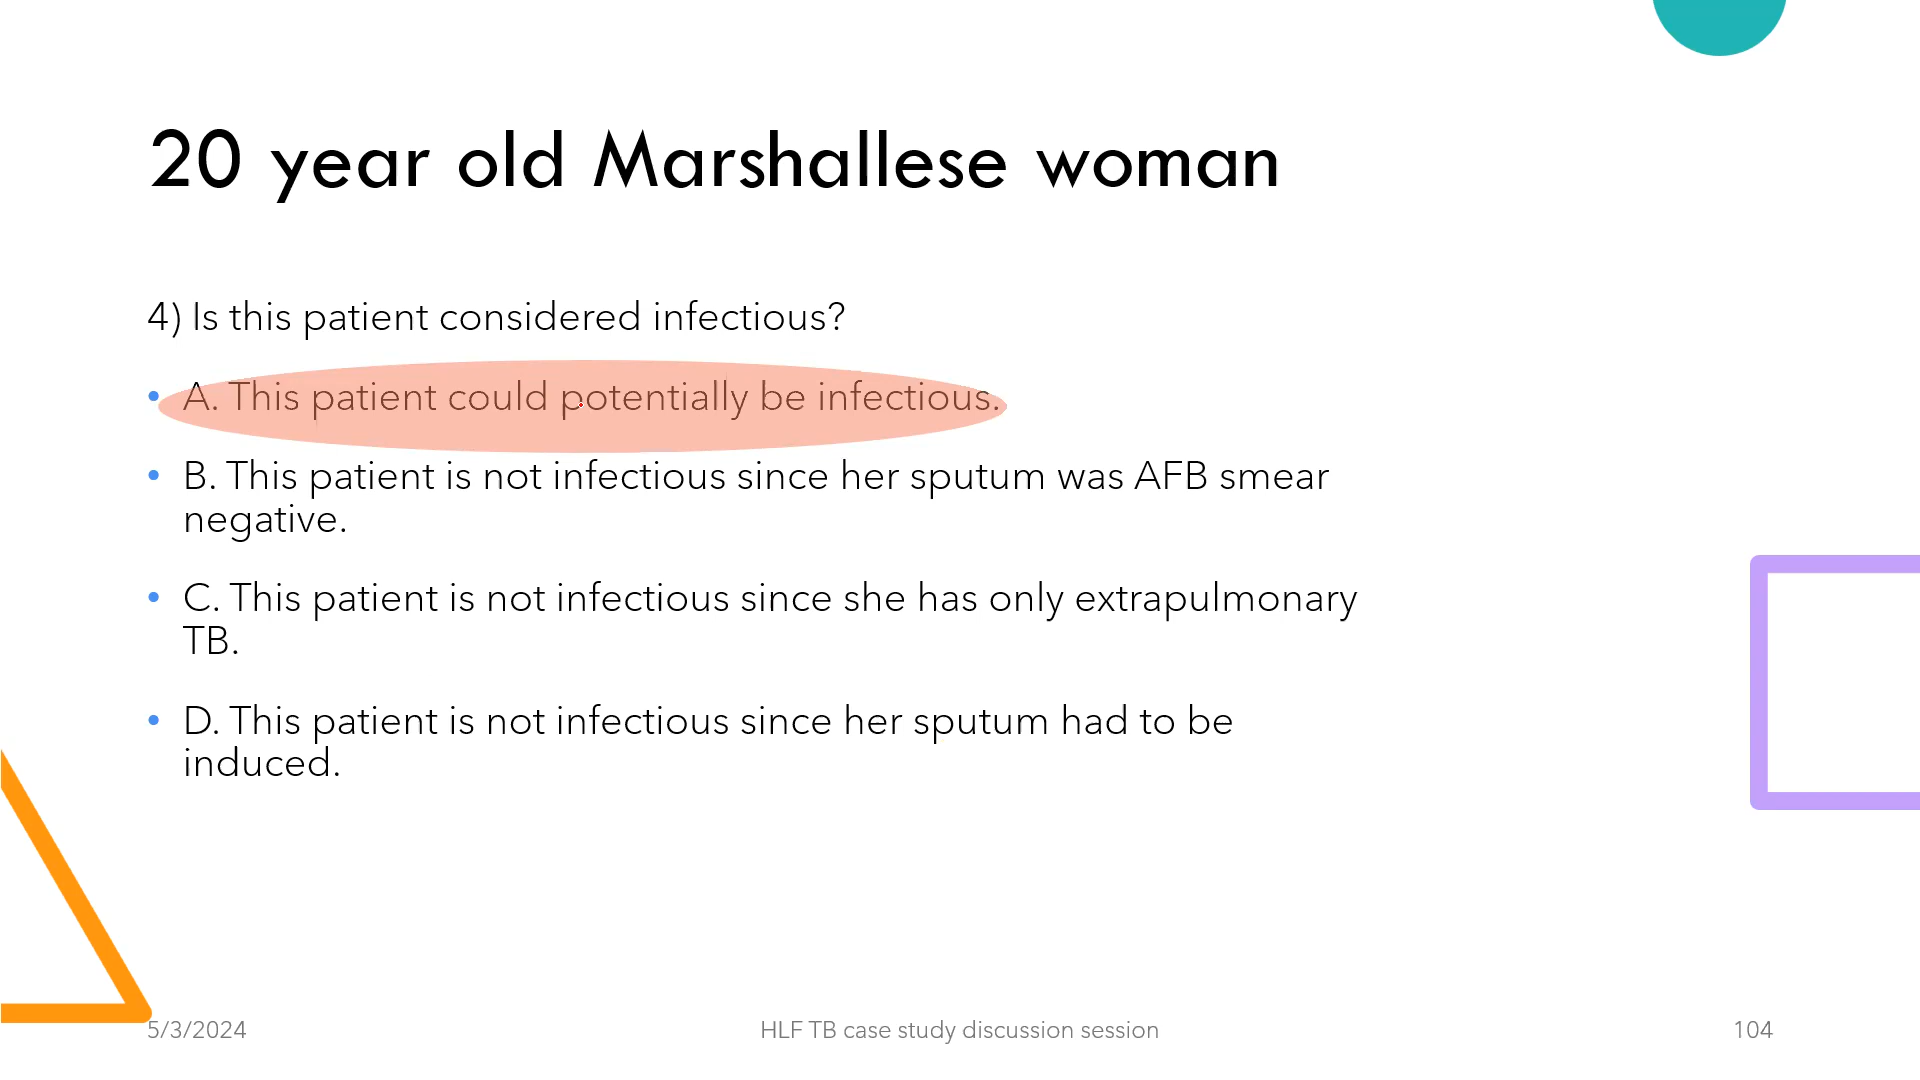 20 year old Marshallese woman
4) Is this patient considered infectious?
• A. This patient could potentially be infectious.
• B. This patient is not infectious since her sputum was AFB smear
negative.
• C. This patient is not infectious since she has only extrapulmonary
TB.
• D. This patient is not infectious since her sputum had to be
induced.
5/3/2024
HLF TB case study discussion session
104